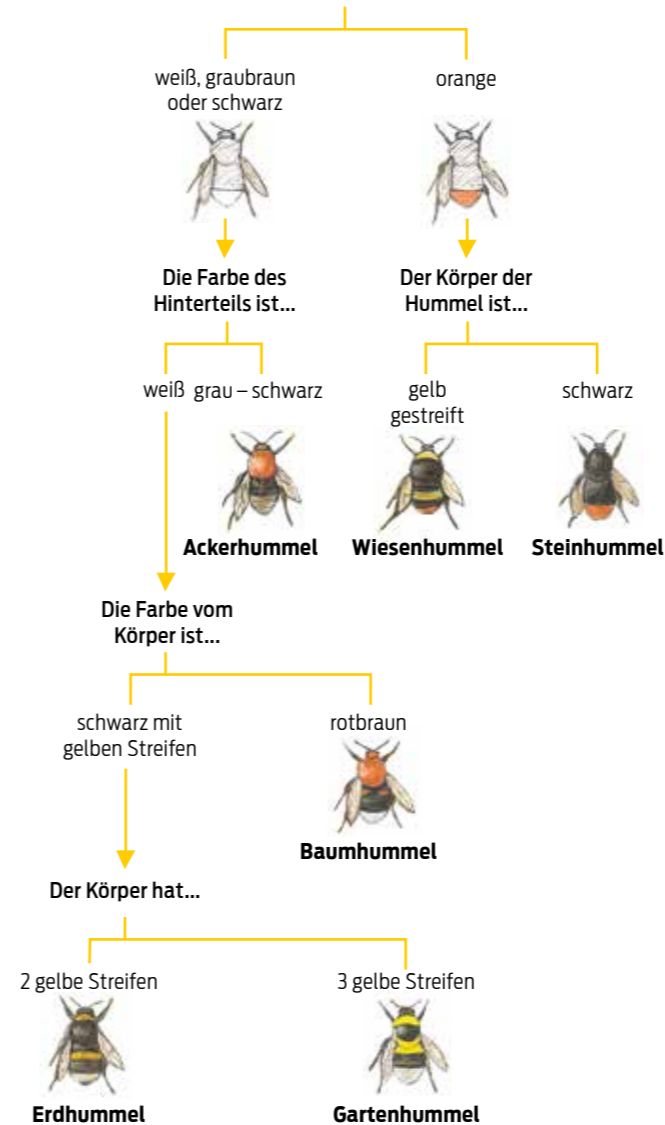 weiß, graubraun
oder schwarz
orange
Die Farbe des
Hinterteils ist...
Der Körper der
Hummel ist...
weiß
grau – schwarz
gelb
gestreift
schwarz
Ackerhummel
Wiesenhummel
Steinhummel
Die Farbe vom
Körper ist...
schwarz mit
gelben Streifen
rotbraun
Baumhummel
Der Körper hat...
2 gelbe Streifen
3 gelbe Streifen
Erdhummel
Gartenhummel